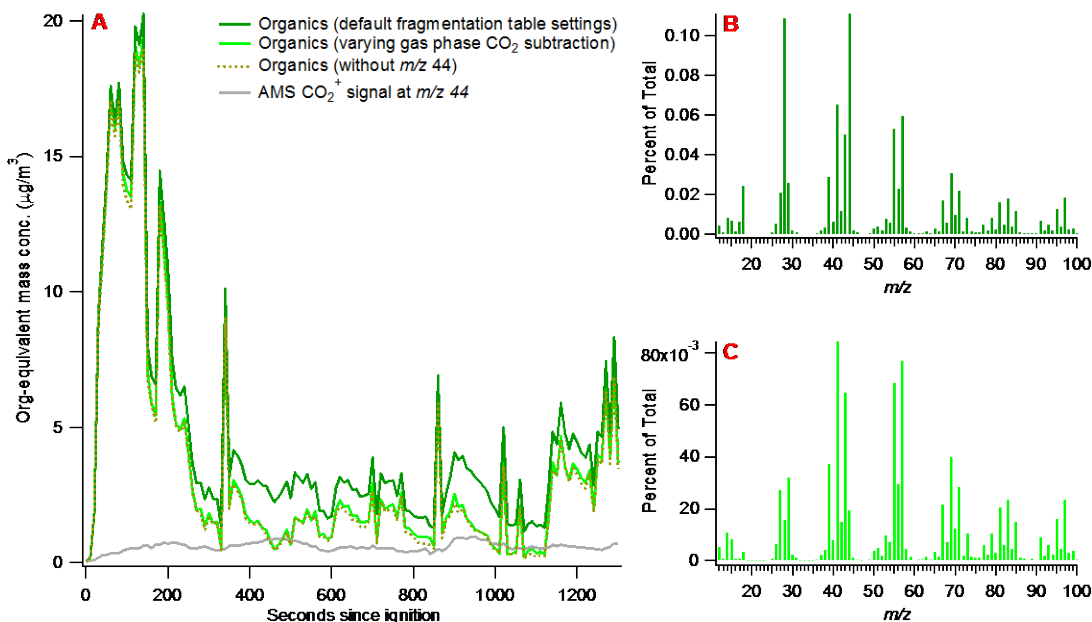 A
Organics (default fragmentation table settings)
Organics (varying gas phase CO₂ subtraction)
Organics (without m/z 44)
AMS CO₂⁺ signal at m/z 44
20
15
10
5
0
Org-equivalent mass conc. (µg/m³)
0 200 400 600 800 1000 1200
Seconds since ignition
B
0.10
0.08
0.06
0.04
0.02
0.00
Percent of Total
20 30 40 50 60 70 80 90 100
m/z
C
80x10⁻³
60
40
20
0
Percent of Total
20 30 40 50 60 70 80 90 100
m/z